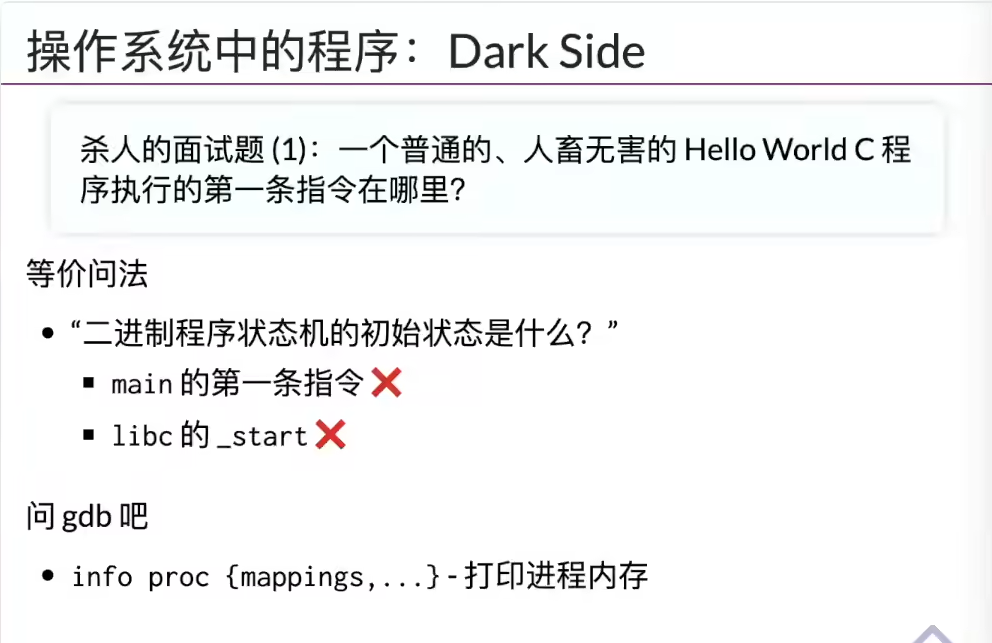 操作系统中的程序：Dark Side
杀人的面试题 (1)：一个普通的、人畜无害的 Hello World C 程
序执行的第一条指令在哪里？
等价问法
• “二进制程序状态机的初始状态是什么？”
▪ main 的第一条指令❌
▪ libc 的 _start❌
问 gdb 吧
• info proc {mappings,...} - 打印进程内存